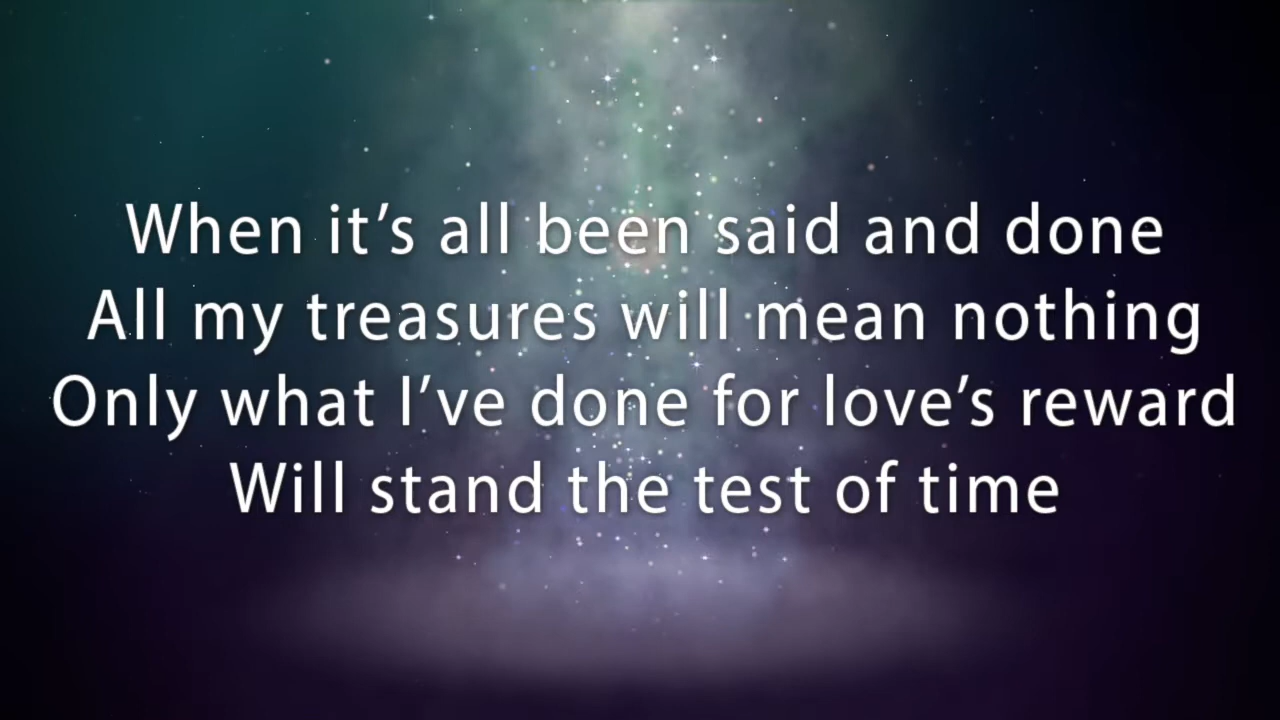 When it’s all been said and done
All my treasures will mean nothing
Only what I’ve done for love’s reward
Will stand the test of time